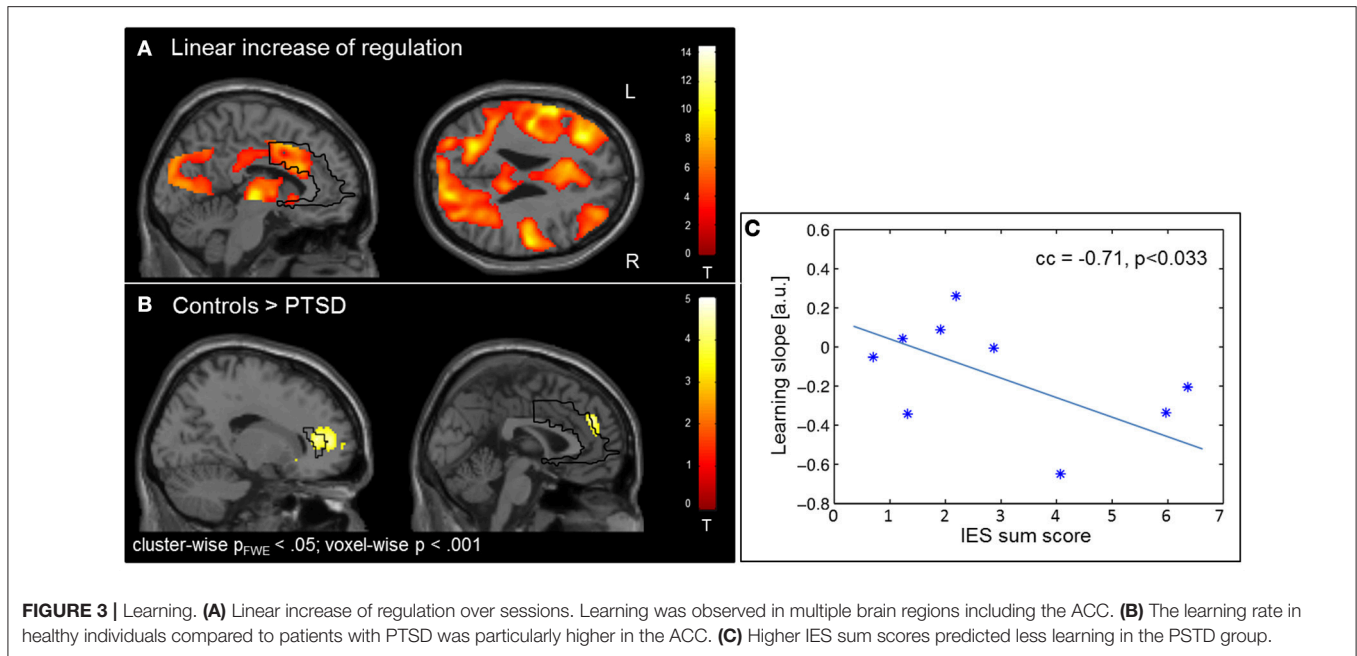 A Linear increase of regulation
L
R
14
12
10
8
6
4
2
0
T
B Controls > PTSD
5
4
3
2
1
0
T
cluster-wise pFWE < .05; voxel-wise p < .001
C
cc = -0.71, p<0.033
0.6
0.4
0.2
0
−0.2
−0.4
−0.6
−0.8
Learning slope [a.u.]
0 1 2 3 4 5 6 7
IES sum score
FIGURE 3 | Learning. (A) Linear increase of regulation over sessions. Learning was observed in multiple brain regions including the ACC. (B) The learning rate in
healthy individuals compared to patients with PTSD was particularly higher in the ACC. (C) Higher IES sum scores predicted less learning in the PSTD group.